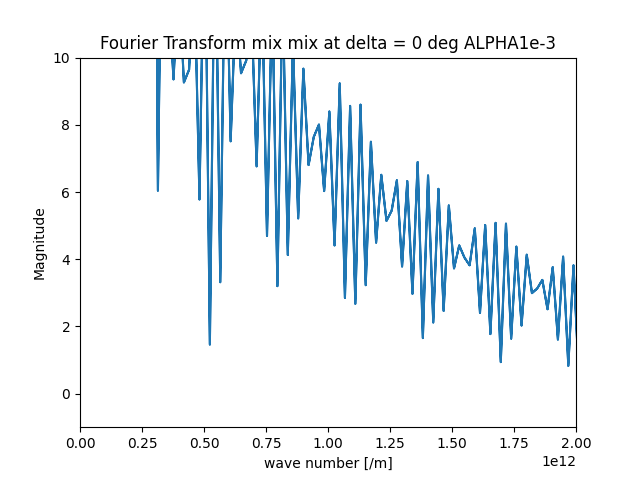 Fourier Transform mix mix at delta = 0 deg ALPHA1e-3
10
8
6
4
2
0
Magnitude
0.00 0.25 0.50 0.75 1.00 1.25 1.50 1.75 2.00
wave number [/m]
1e12